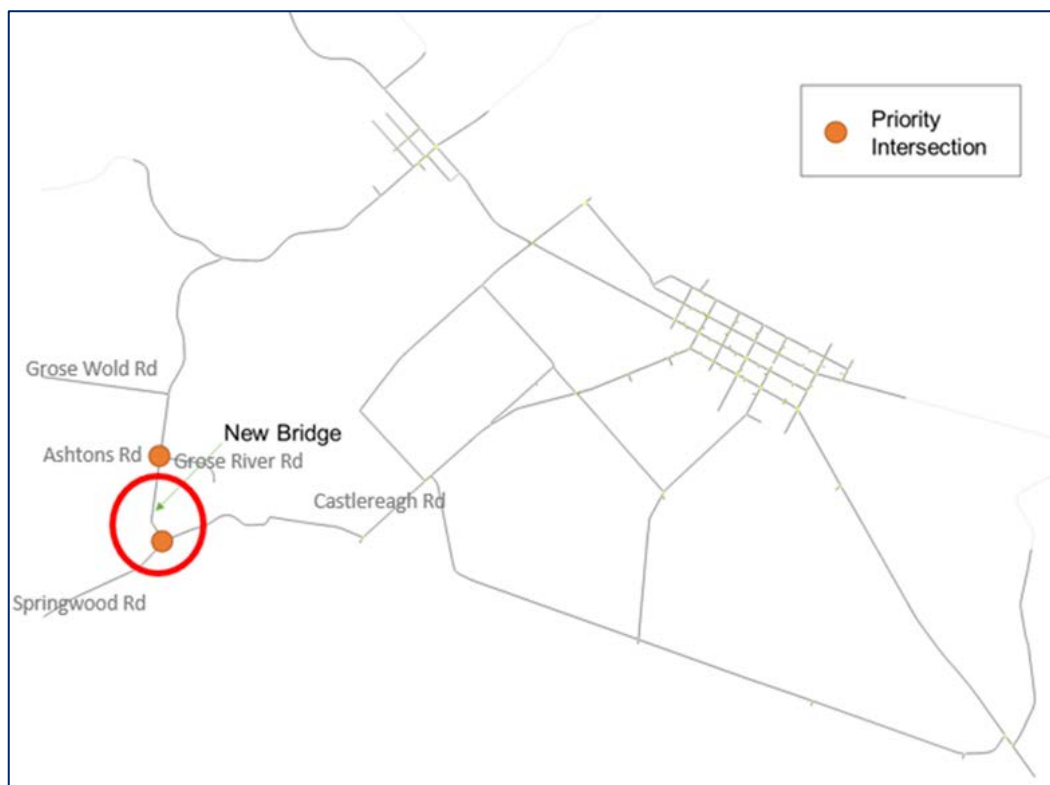 Priority
Intersection
Grose Wold Rd
New Bridge
Ashtons Rd
Grose River Rd
Castlereagh Rd
Springwood Rd